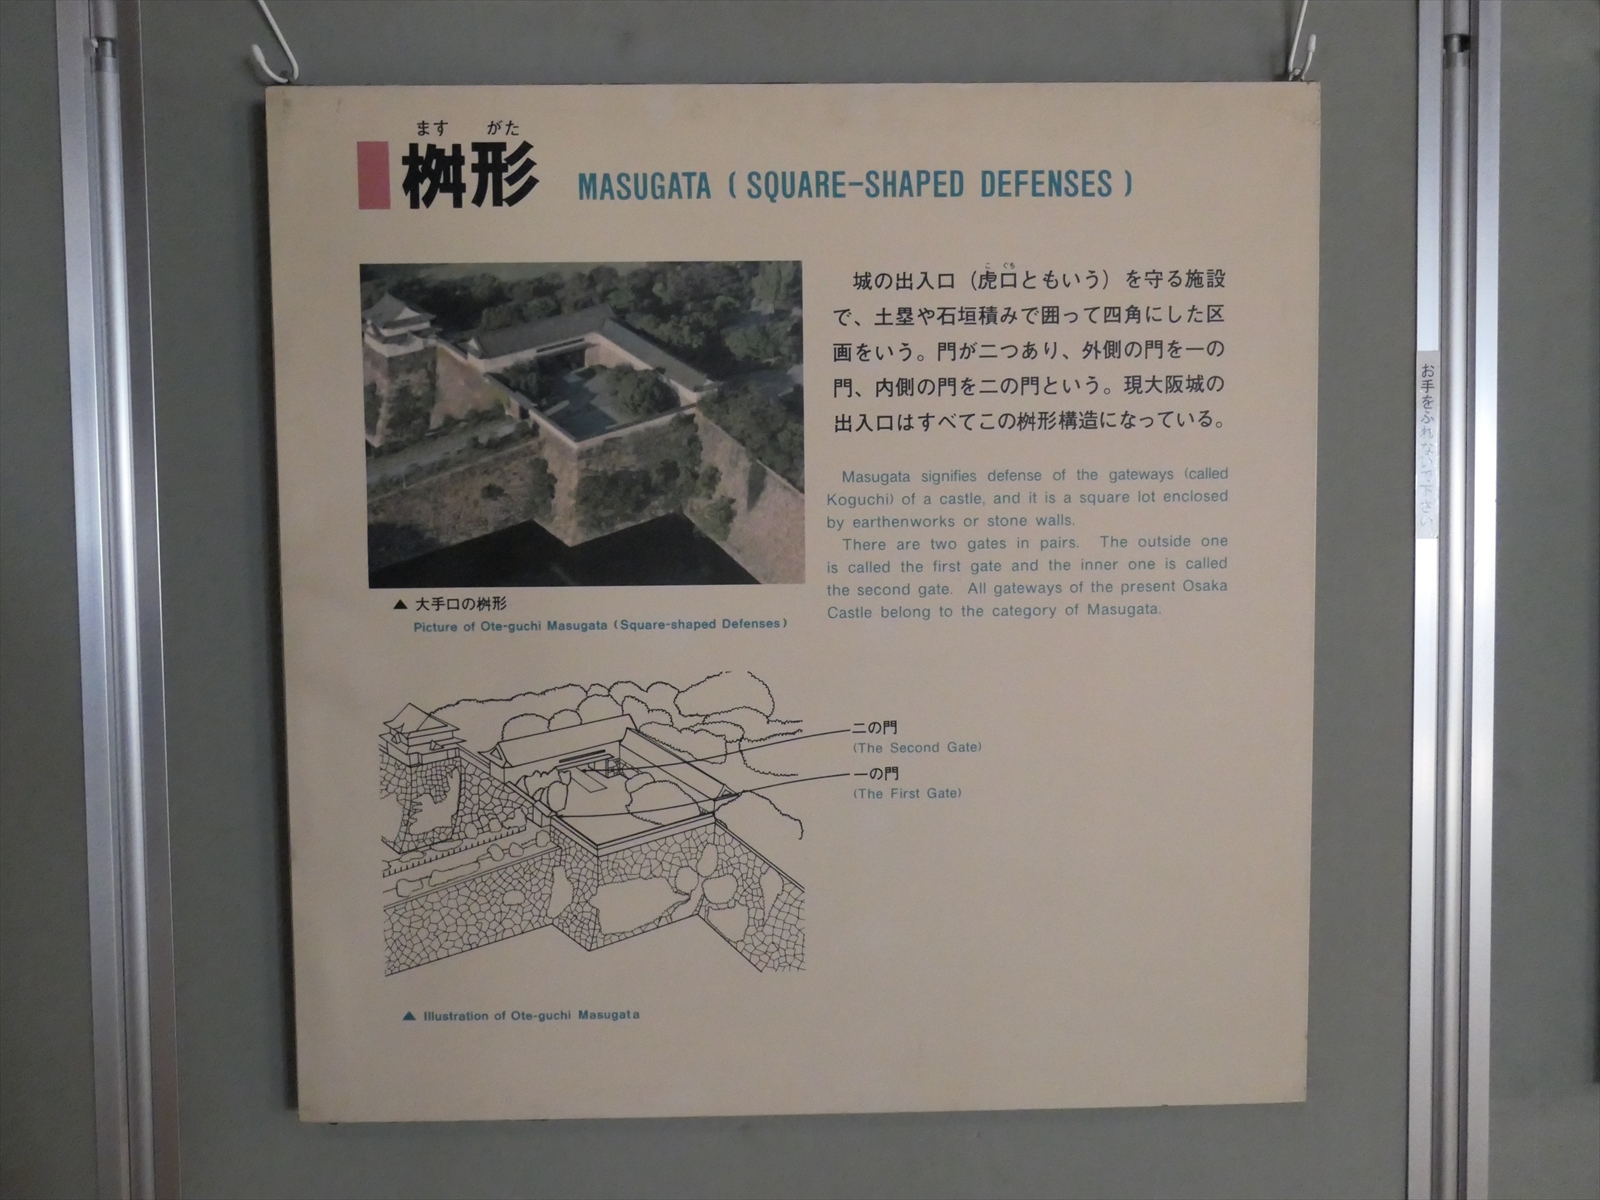 ます がた
桝形 MASUGATA ( SQUARE-SHAPED DEFENSES )
城の出入口（虎口ともいう）を守る施設
こ ぐち
で、土塁や石垣積みで囲って四角にした区
画をいう。門が二つあり、外側の門を一の
門、内側の門を二の門という。現大阪城の
出入口はすべてこの桝形構造になっている。
Masugata signifies defense of the gateways (called
Koguchi) of a castle, and it is a square lot enclosed
by earthenworks or stone walls.
There are two gates in pairs. The outside one
is called the first gate and the inner one is called
the second gate. All gateways of the present Osaka
Castle belong to the category of Masugata.
▲ 大手口の桝形
Picture of Ote-guchi Masugata (Square-shaped Defenses)
二の門
(The Second Gate)
一の門
(The First Gate)
▲ Illustration of Ote-guchi Masugata
お手をふれないで下さい